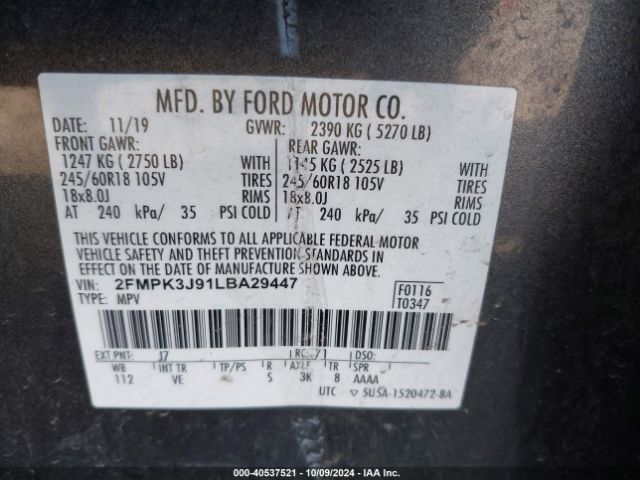 MFD. BY FORD MOTOR CO.
DATE: 11/19 GVWR: 2390 KG ( 5270 LB)
FRONT GAWR: REAR GAWR:
1247 KG ( 2750 LB) WITH 1145 KG ( 2525 LB) WITH
245/60R18 105V TIRES 245/60R18 105V TIRES
18x8.0J RIMS 18x8.0J RIMS
AT 240 kPa/ 35 PSI COLD AT 240 kPa/ 35 PSI COLD
THIS VEHICLE CONFORMS TO ALL APPLICABLE FEDERAL MOTOR
VEHICLE SAFETY AND THEFT PREVENTION STANDARDS IN
EFFECT ON THE DATE OF MANUFACTURE SHOWN ABOVE.
VIN: 2FMPK3J91LBA29447 F0116
TYPE: MPV T0347
EXT PNT: J7 RC: 71 DSO:
WB INT TR TP/PS R AXLE TR SPR
112 VE S 3K 8 AAAA
UTC ▽ SUSA-1520472-BA
000-40537521 - 10/09/2024 - IAA Inc.